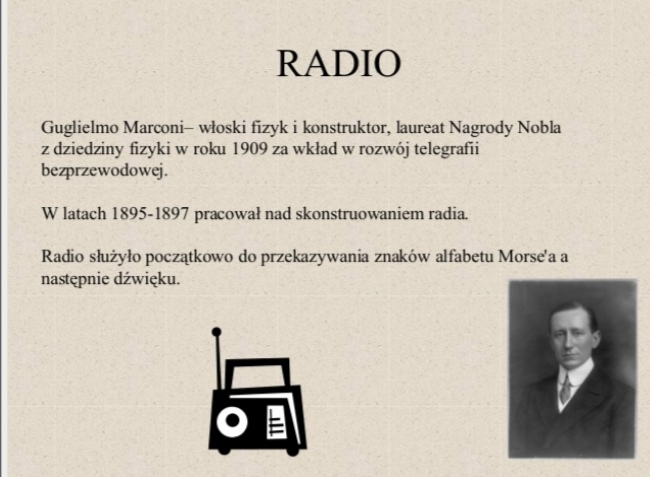 RADIO
Guglielmo Marconi– włoski fizyk i konstruktor, laureat Nagrody Nobla
z dziedziny fizyki w roku 1909 za wkład w rozwój telegrafii
bezprzewodowej.
W latach 1895-1897 pracował nad skonstruowaniem radia.
Radio służyło początkowo do przekazywania znaków alfabetu Morse'a a
następnie dźwięku.